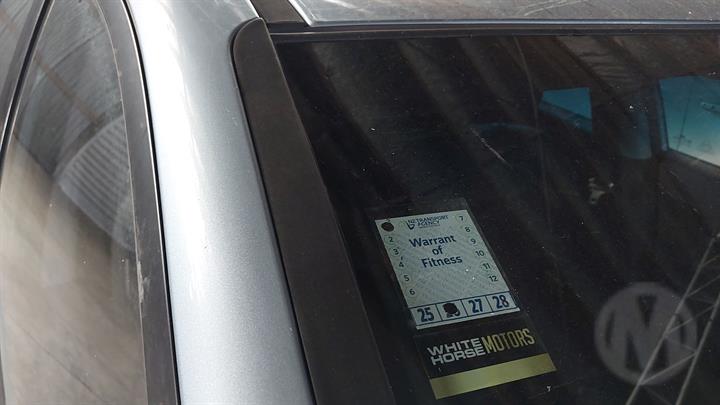 NZ TRANSPORT
AGENCY
7
2
8
3
9
4
10
5
11
6
12
Warrant
of
Fitness
25
27
28
WHITE
HORSE
MOTORS
M